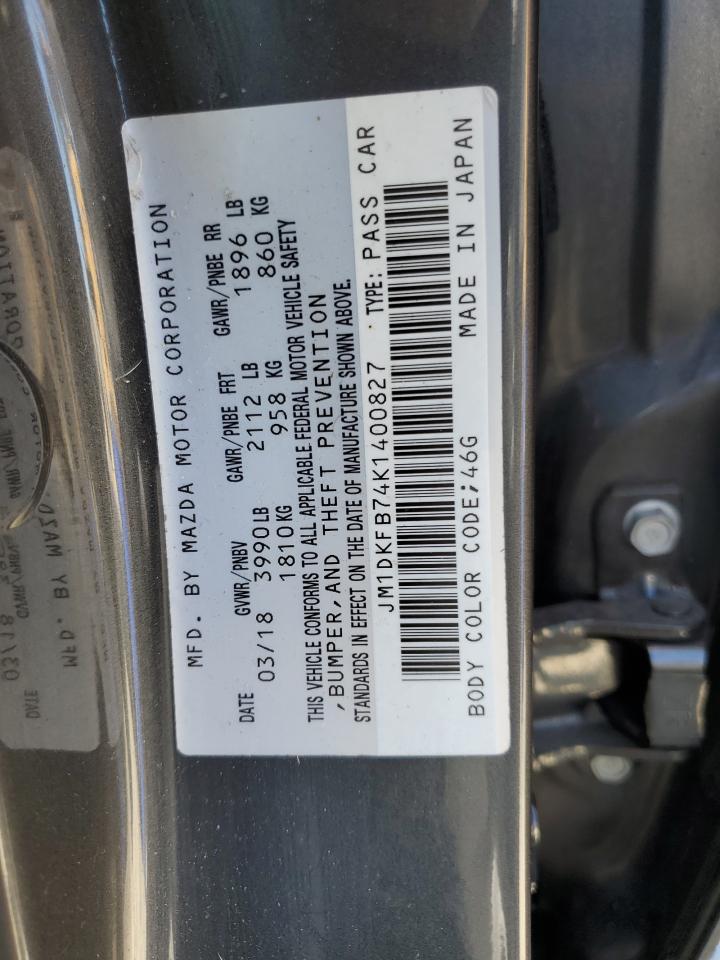 MFD. BY MAZDA MOTOR CORPORATION
DATE GVWR/PNBV GAWR/PNBE FRT GAWR/PNBE RR
03/18 3990LB 2112 LB 1896 LB
1810KG 958 KG 860 KG
THIS VEHICLE CONFORMS TO ALL APPLICABLE FEDERAL MOTOR VEHICLE SAFETY
,BUMPER,AND THEFT PREVENTION
STANDARDS IN EFFECT ON THE DATE OF MANUFACTURE SHOWN ABOVE.
JM1DKFB74K1400827 TYPE: PASS CAR
BODY COLOR CODE;46G MADE IN JAPAN